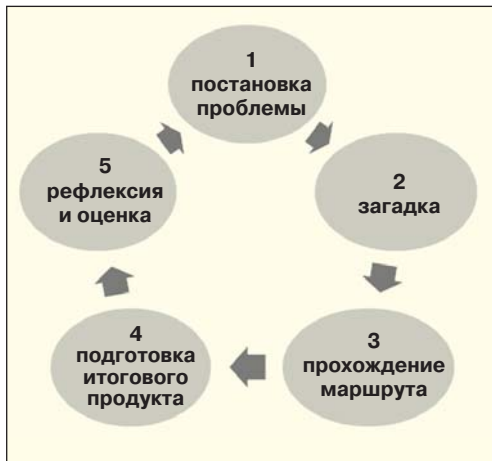 1
постановка
проблемы
2
загадка
3
прохождение
маршрута
4
подготовка
итогового
продукта
5
рефлексия
и оценка